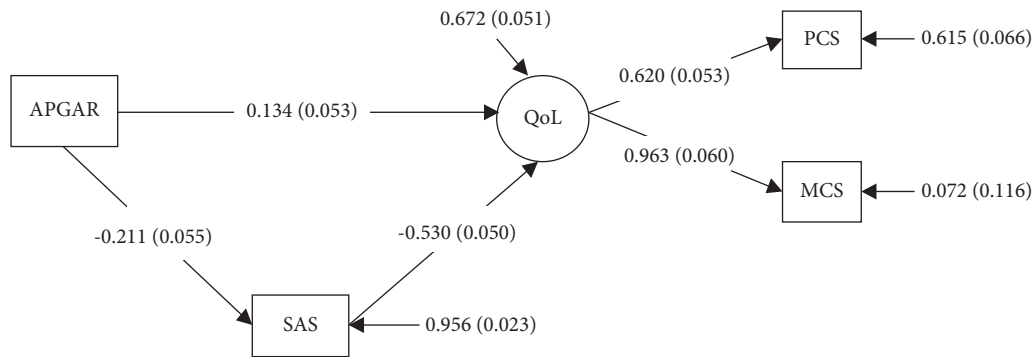 0.672 (0.051)
PCS
0.615 (0.066)
0.620 (0.053)
APGAR
0.134 (0.053)
QoL
0.963 (0.060)
MCS
0.072 (0.116)
-0.211 (0.055)
-0.530 (0.050)
SAS
0.956 (0.023)